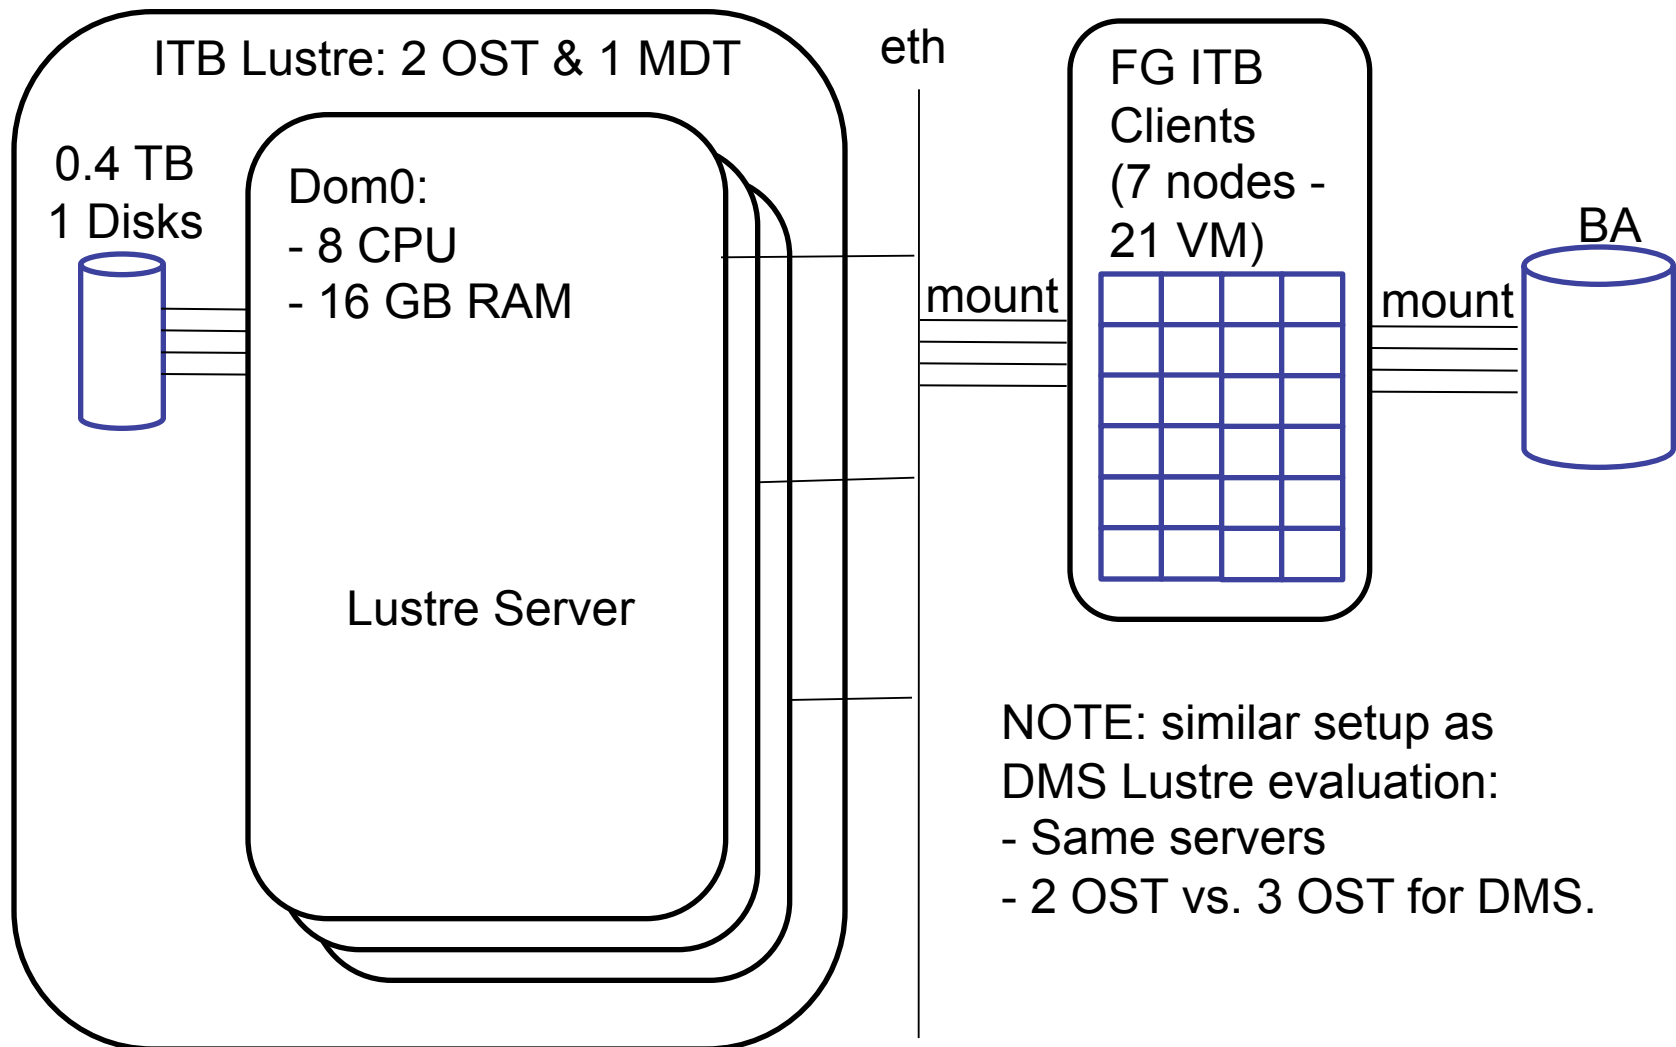 ITB Lustre: 2 OST & 1 MDT
0.4 TB
1 Disks
Dom0:
- 8 CPU
- 16 GB RAM
Lustre Server
eth
mount
FG ITB
Clients
(7 nodes -
21 VM)
mount
BA
NOTE: similar setup as
DMS Lustre evaluation:
- Same servers
- 2 OST vs. 3 OST for DMS.